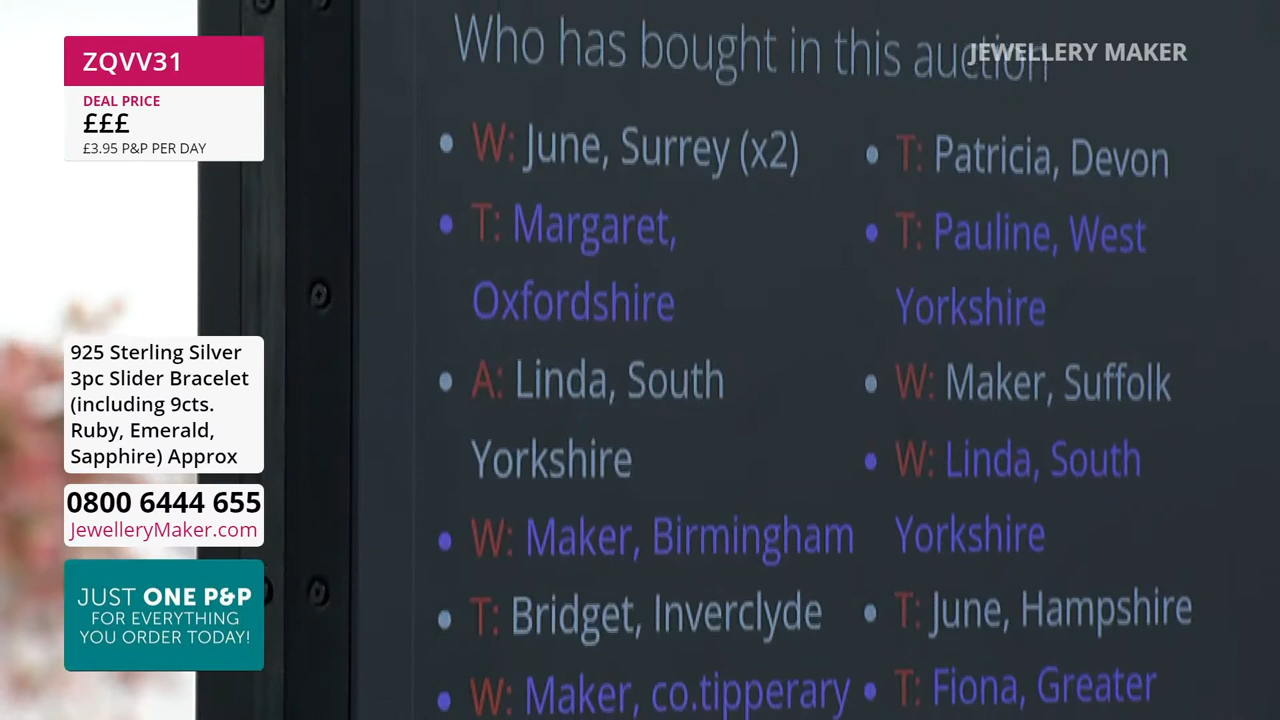 ZQVV31
DEAL PRICE
£££
£3.95 P&P PER DAY
925 Sterling Silver
3pc Slider Bracelet
(including 9cts.
Ruby, Emerald,
Sapphire) Approx
0800 6444 655
JewelleryMaker.com
JUST ONE P&P
FOR EVERYTHING
YOU ORDER TODAY!
JEWELLERY MAKER
Who has bought in this auction
• W: June, Surrey (x2)
• T: Margaret,
Oxfordshire
• A: Linda, South
Yorkshire
• W: Maker, Birmingham
• T: Bridget, Inverclyde
• W: Maker, co.tipperary
• T: Patricia, Devon
• T: Pauline, West
Yorkshire
• W: Maker, Suffolk
• W: Linda, South
Yorkshire
• T: June, Hampshire
• T: Fiona, Greater